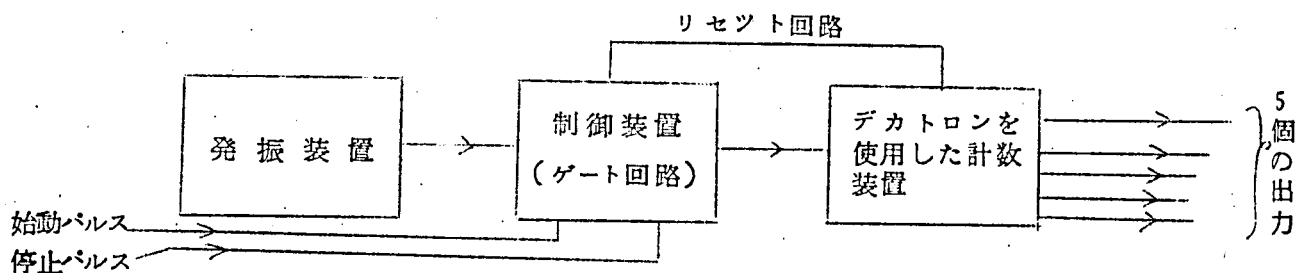 リセツト回路
発振装置
制御装置
(ゲート回路)
デカトロンを
使用した計数
装置
5個の出力
始動パルス
停止パルス